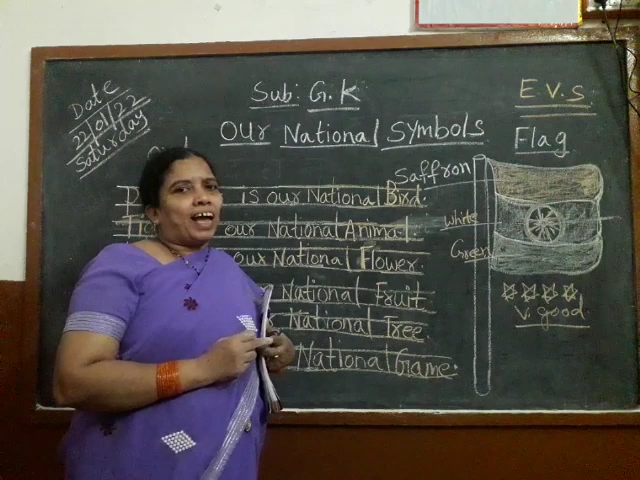 Date
22/01/22
Saturday
Sub: G.K
Our National Symbols
is our National Bird.
our National Animal.
our National Flower.
National Fruit
National Tree
National Game.
E.V.S
Flag
Saffron
White
Green
V. good